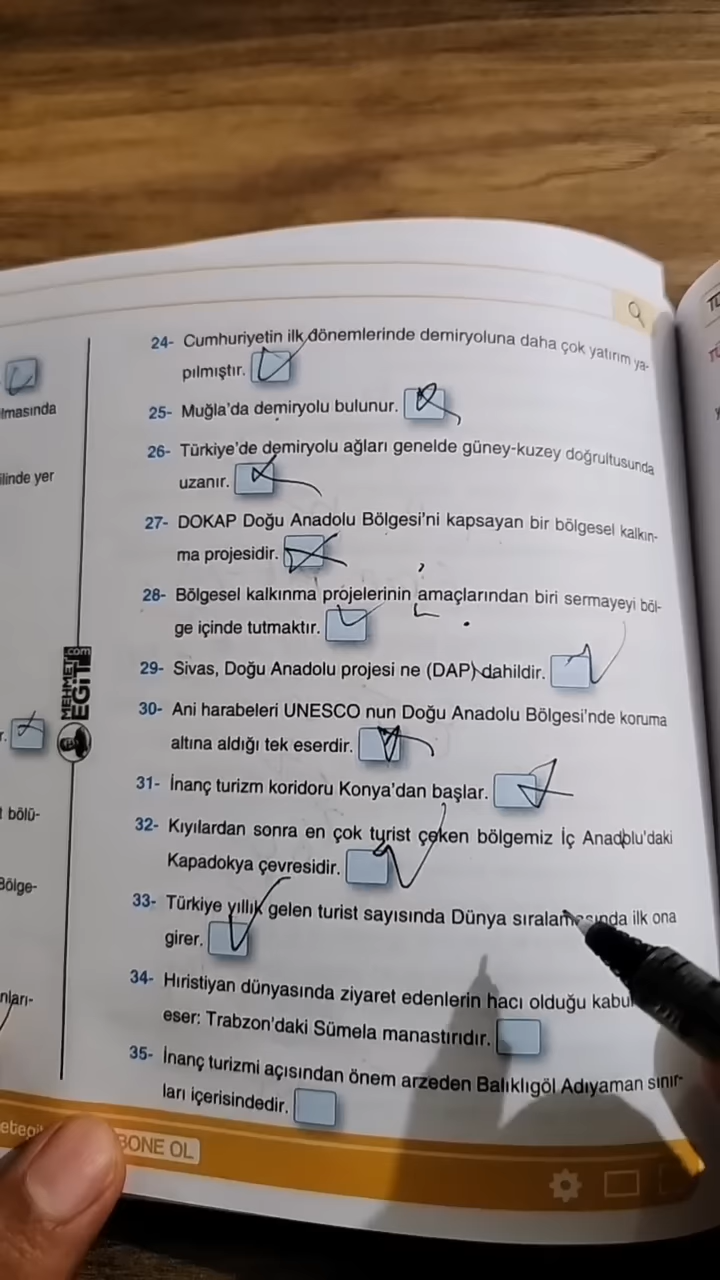 lmasında
ilinde yer
r.
t bölü-
Bölge-
nları-
MEHMET
EĞİT
.com
24- Cumhuriyetin ilk dönemlerinde demiryoluna daha çok yatırım ya-
pılmıştır.
25- Muğla'da demiryolu bulunur.
26- Türkiye'de demiryolu ağları genelde güney-kuzey doğrultusunda
uzanır.
27- DOKAP Doğu Anadolu Bölgesi'ni kapsayan bir bölgesel kalkın-
ma projesidir.
28- Bölgesel kalkınma projelerinin amaçlarından biri sermayeyi böl-
ge içinde tutmaktır.
29- Sivas, Doğu Anadolu projesi ne (DAP) dahildir.
30- Ani harabeleri UNESCO nun Doğu Anadolu Bölgesi'nde koruma
altına aldığı tek eserdir.
31- İnanç turizm koridoru Konya'dan başlar.
32- Kıyılardan sonra en çok turist çeken bölgemiz İç Anadolu'daki
Kapadokya çevresidir.
33- Türkiye yıllık gelen turist sayısında Dünya sıralamasında ilk ona
girer.
34- Hıristiyan dünyasında ziyaret edenlerin hacı olduğu kabul
eser: Trabzon'daki Sümela manastırıdır.
35- İnanç turizmi açısından önem arzeden Balıklıgöl Adıyaman sınır-
ları içerisindedir.
ABONE OL